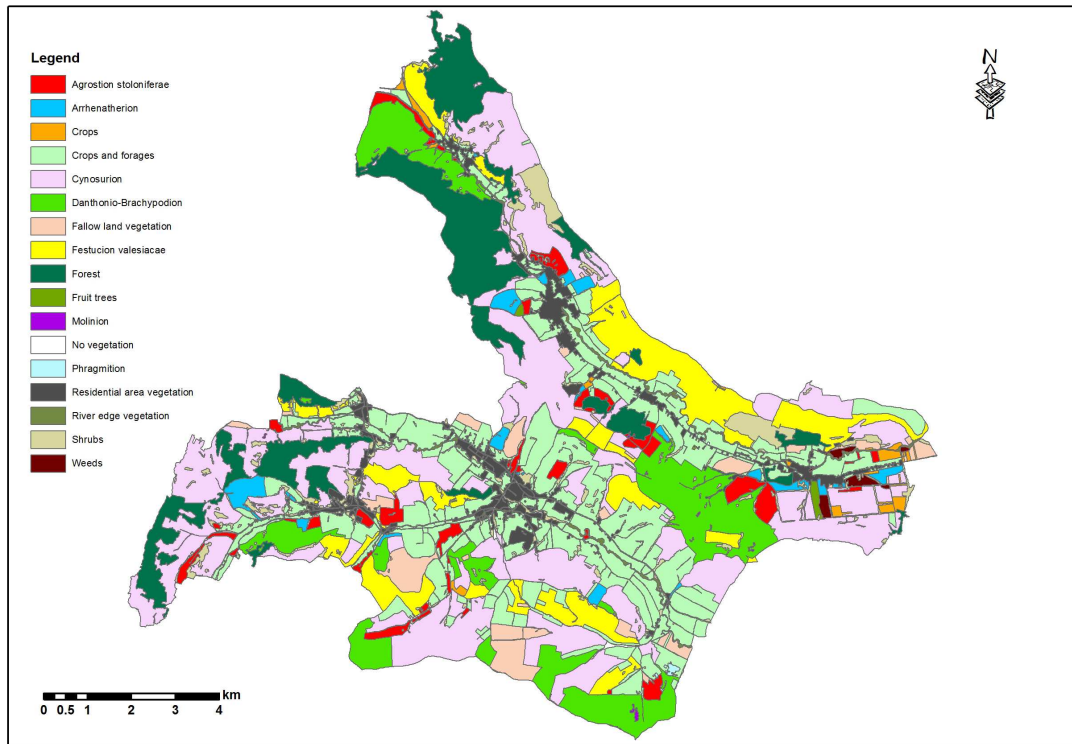 Legend
Agrostion stoloniferae
Arrhenatherion
Crops
Crops and forages
Cynosurion
Danthonio-Brachypodion
Fallow land vegetation
Festucion valesiacae
Forest
Fruit trees
Molinion
No vegetation
Phragmition
Residential area vegetation
River edge vegetation
Shrubs
Weeds
N
km
0 0.5 1 2 3 4